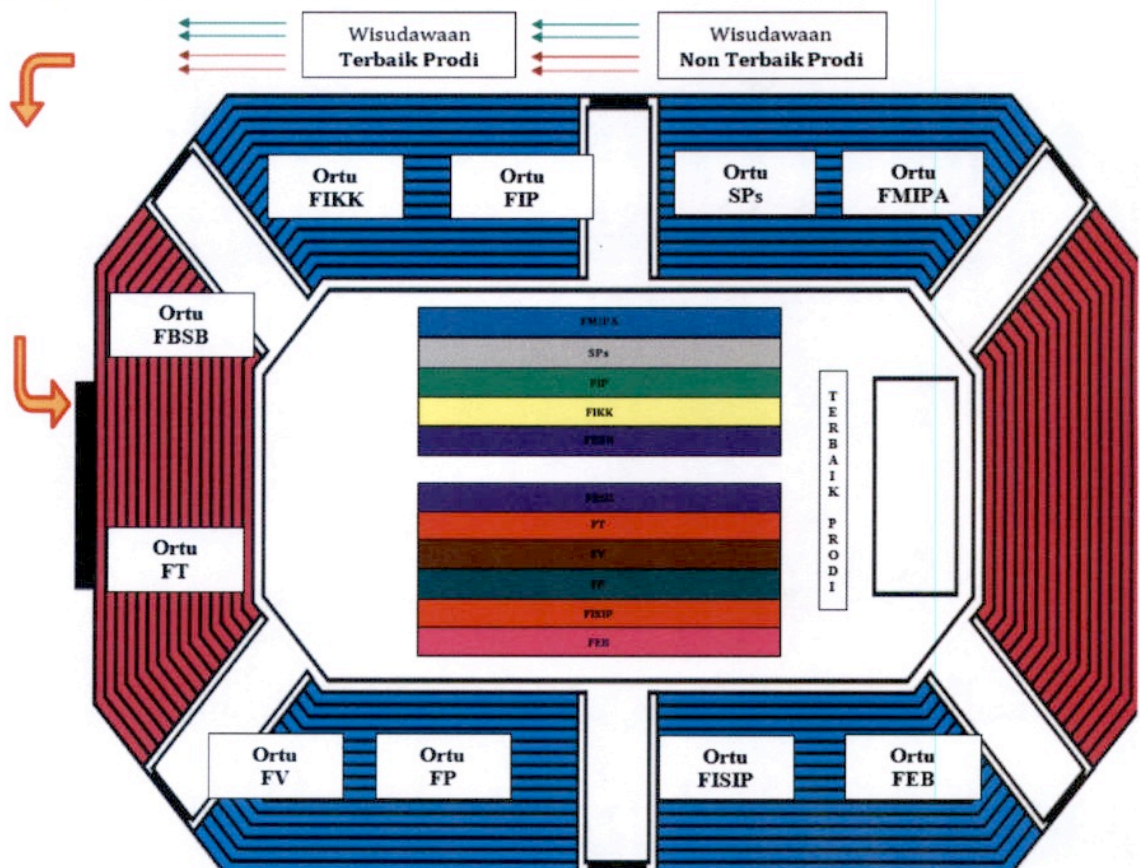 Wisudawaan
Terbaik Prodi
Wisudawaan
Non Terbaik Prodi
Ortu
FIKK
Ortu
FIP
Ortu
SPs
Ortu
FMIPA
Ortu
FBSB
FMIPA
SPs
FIP
FIKK
FBSB
TERBAIK PRODI
FBSB
FT
FV
FP
FISIP
FEB
Ortu
FT
Ortu
FV
Ortu
FP
Ortu
FISIP
Ortu
FEB